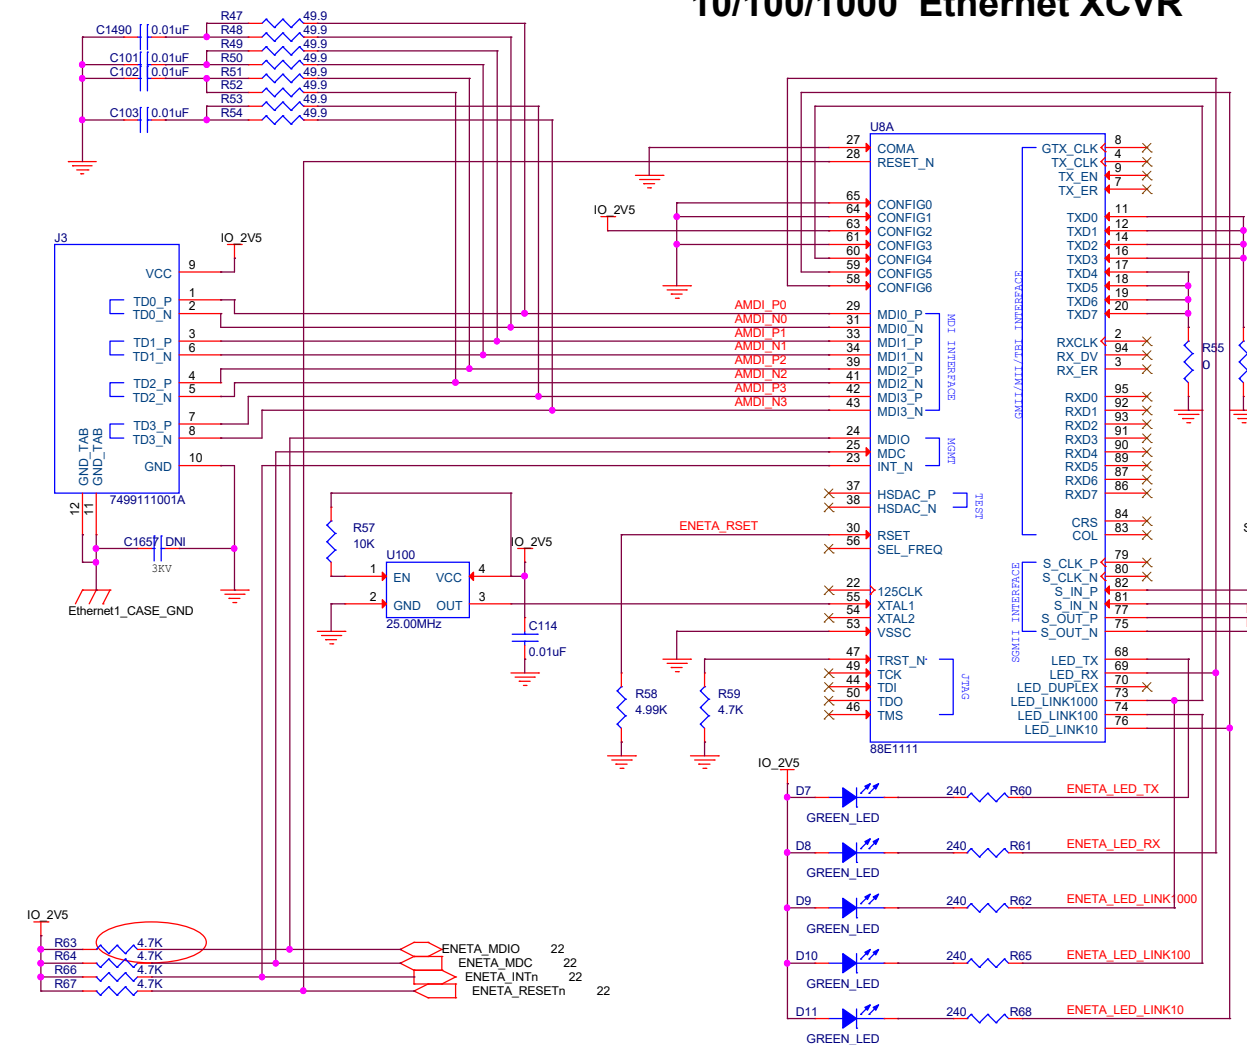 10/100/1000 Ethernet XCVR
R47 49.9
C1490 0.01uF R48 49.9
R49 49.9
C101 0.01uF R50 49.9
C102 0.01uF R51 49.9
R52 49.9
R53 49.9
C103 0.01uF R54 49.9
U8A
27 COMA GTX_CLK 8
28 RESET_N TX_CLK 4
TX_EN 9
TX_ER 7
65 CONFIG0
IO_2V5 64 CONFIG1 TXD0 11
63 CONFIG2 TXD1 12
61 CONFIG3 TXD2 14
60 CONFIG4 TXD3 16
59 CONFIG5 TXD4 17
58 CONFIG6 TXD5 18
TXD6 19
TXD7 20
J3 IO_2V5
VCC 9
TD0_P 1 AMDI_P0 29 MDI0_P
TD0_N 2 AMDI_N0 31 MDI0_N
TD1_P 3 AMDI_P1 33 MDI1_P RXCLK 2
TD1_N 6 AMDI_N1 34 MDI1_N RX_DV 94 R55
TD2_P 4 AMDI_P2 39 MDI2_P RX_ER 3 0
TD2_N 5 AMDI_N2 41 MDI2_N
TD3_P 7 AMDI_P3 42 MDI3_P RXD0 95
TD3_N 8 AMDI_N3 43 MDI3_N RXD1 92
MDI INTERFACE
GMII/MII/TBI INTERFACE
RXD2 93
24 MDIO RXD3 91
25 MDC RXD4 90
GND 10 23 INT_N RXD5 89
MGMT
RXD6 87
RXD7 86
GND_TAB
GND_TAB
12
11
7499111001A
37 HSDAC_P
38 HSDAC_N
TEST
CRS 84
COL 83
ENETA_RSET 30 RSET
56 SEL_FREQ
C1657 DNI
3KV
Ethernet1_CASE_GND
R57
10K
IO_2V5
U100
1 EN VCC 4
2 GND OUT 3
25.00MHz
C114
0.01uF
22 125CLK
55 XTAL1
54 XTAL2
53 VSSC
S_CLK_P 79
S_CLK_N 80
S_IN_P 82
S_IN_N 81
S_OUT_P 77
S_OUT_N 75
SGMII INTERFACE
47 TRST_N LED_TX 68
49 TCK LED_RX 69
44 TDI LED_DUPLEX 70
50 TDO LED_LINK1000 73
46 TMS LED_LINK100 74
LED_LINK10 76
JTAG
88E1111
R58
4.99K
R59
4.7K
IO_2V5
D7 240 R60 ENETA_LED_TX
GREEN_LED
D8 240 R61 ENETA_LED_RX
GREEN_LED
D9 240 R62 ENETA_LED_LINK1000
GREEN_LED
D10 240 R65 ENETA_LED_LINK100
GREEN_LED
D11 240 R68 ENETA_LED_LINK10
GREEN_LED
IO_2V5
R63 4.7K ENETA_MDIO 22
R64 4.7K ENETA_MDC 22
R66 4.7K ENETA_INTn 22
R67 4.7K ENETA_RESETn 22